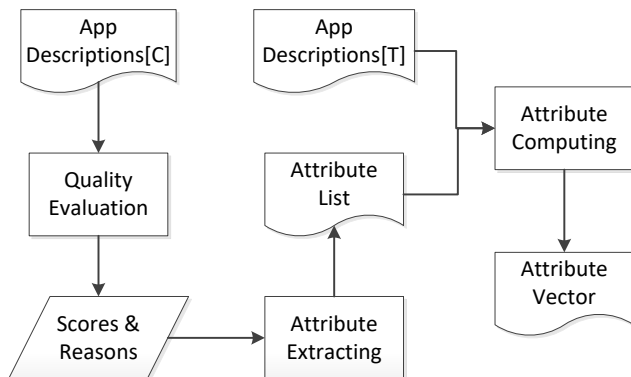 App
Descriptions[C]
App
Descriptions[T]
Attribute
Computing
Quality
Evaluation
Attribute
List
Attribute
Vector
Scores &
Reasons
Attribute
Extracting